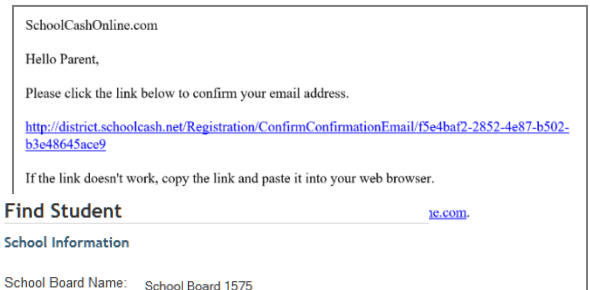 SchoolCashOnline.com
Hello Parent,
Please click the link below to confirm your email address.
http://district.schoolcash.net/Registration/ConfirmConfirmationEmail/f5e4baf2-2852-4e87-b502-
b3e48645ace9
If the link doesn't work, copy the link and paste it into your web browser.
Find Student
e.com.
School Information
School Board Name: School Board 1575